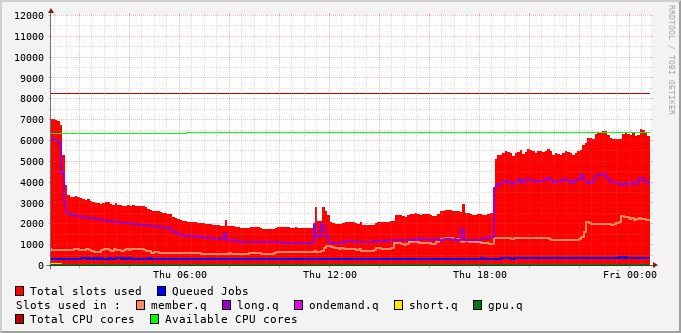 RRDTOOL / TOBI OETIKER
12000
11000
10000
9000
8000
7000
6000
5000
4000
3000
2000
1000
0
Thu 06:00 Thu 12:00 Thu 18:00 Fri 00:00
Total slots used Queued Jobs
Slots used in : member.q long.q ondemand.q short.q gpu.q
Total CPU cores Available CPU cores